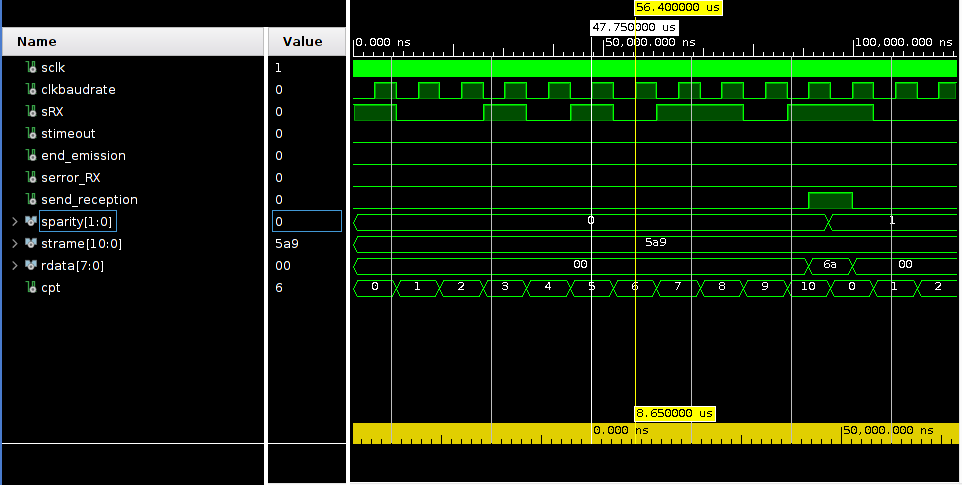 56.400000 us
47.750000 us
Name Value 0.000 ns 50,000.000 ns 100,000.000 ns
sclk 1
clkbaudrate 0
sRX 0
stimeout 0
end_emission 0
serror_RX 0
send_reception 0
sparity[1:0] 0 0 1
strame[10:0] 5a9 5a9
rdata[7:0] 00 00 6a 00
cpt 6 0 1 2 3 4 5 6 7 8 9 10 0 1 2
8.650000 us
0.000 ns 50,000.000 ns